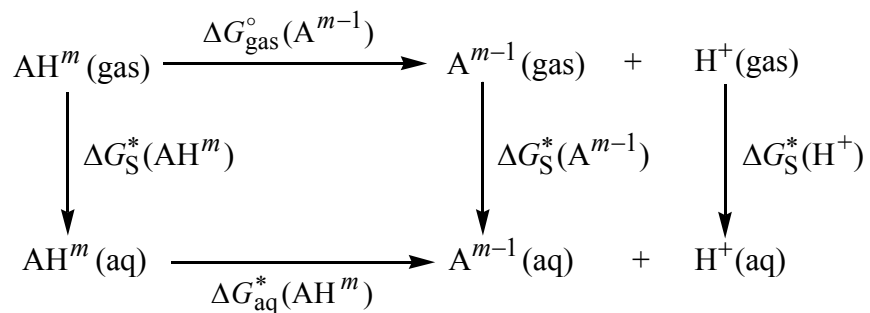 ΔG°gas(A^m−1)
AH^m (gas) A^m−1 (gas) + H^+ (gas)
ΔG*S(AH^m) ΔG*S(A^m−1) ΔG*S(H^+)
AH^m (aq) A^m−1 (aq) + H^+ (aq)
ΔG*aq(AH^m)